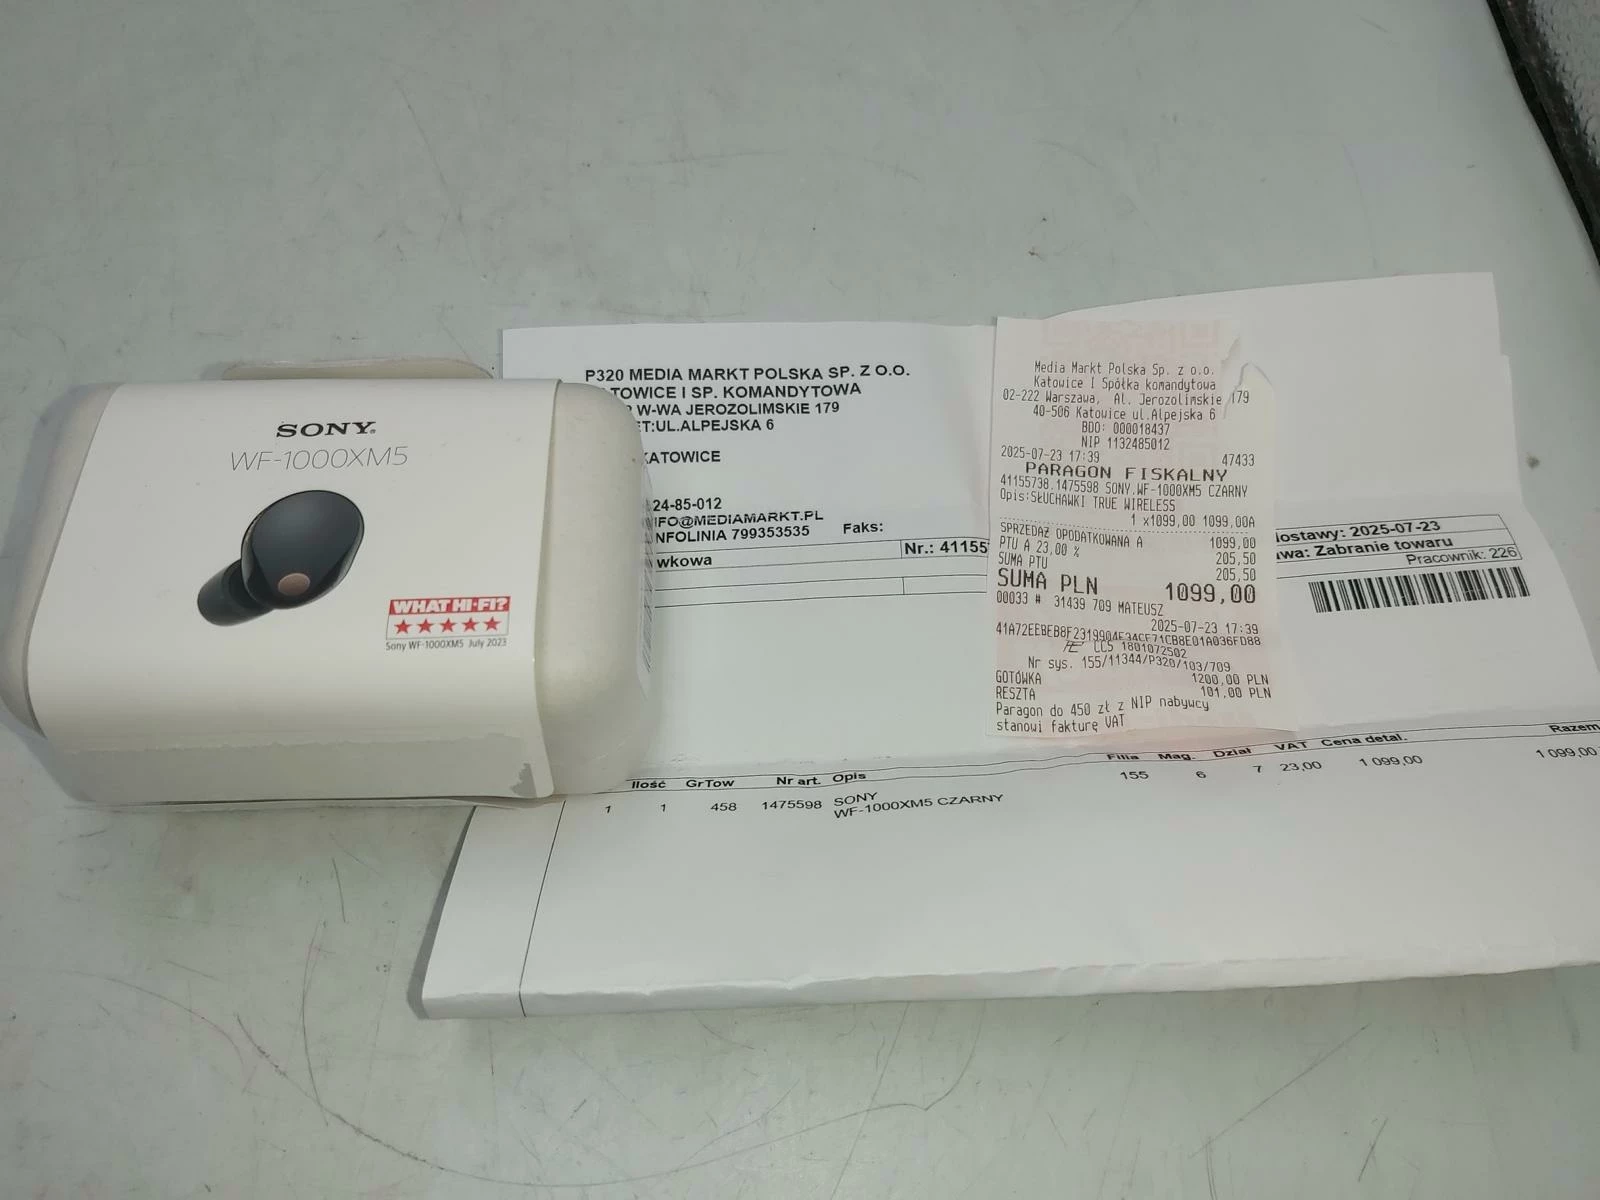 SONY
WF-1000XM5
WHAT HI-FI?
Sony WF-1000XM5 July 2023
P320 MEDIA MARKT POLSKA SP. Z O.O.
TOWICE I SP. KOMANDYTOWA
W-WA JEROZOLIMSKIE 179
T:UL.ALPEJSKA 6
KATOWICE
24-85-012
NFO@MEDIAMARKT.PL
NFOLINIA 799353535 Faks:
wkowa
Nr.: 41155
dostawy: 2025-07-23
wa: Zabranie towaru
Pracownik: 226
Ilość GrTow Nr art. Opis Filia Mag. Dział VAT Cena detal. Razem
1 1 458 1475598 SONY 155 6 7 23,00 1 099,00 1 099,00
WF-1000XM5 CZARNY
Media Markt Polska Sp. z o.o.
Katowice I Spółka komandytowa
02-222 Warszawa, Al. Jerozolimskie 179
40-506 Katowice ul.Alpejska 6
BDO: 000018437
NIP 1132485012
2025-07-23 17:39 47433
PARAGON FISKALNY
41155738.1475598 SONY.WF-1000XM5 CZARNY
Opis:SŁUCHAWKI TRUE WIRELESS
1 x1099,00 1099,00A
SPRZEDAŻ OPODATKOWANA A 1099,00
PTU A 23,00 % 205,50
SUMA PTU 205,50
SUMA PLN 1099,00
00033 # 31439 709 MATEUSZ
2025-07-23 17:39
CCS 1801072502
Nr sys. 155/11344/P320/103/709
GOTÓWKA 1200,00 PLN
RESZTA 101,00 PLN
Paragon do 450 zł z NIP nabywcy
stanowi fakturę VAT